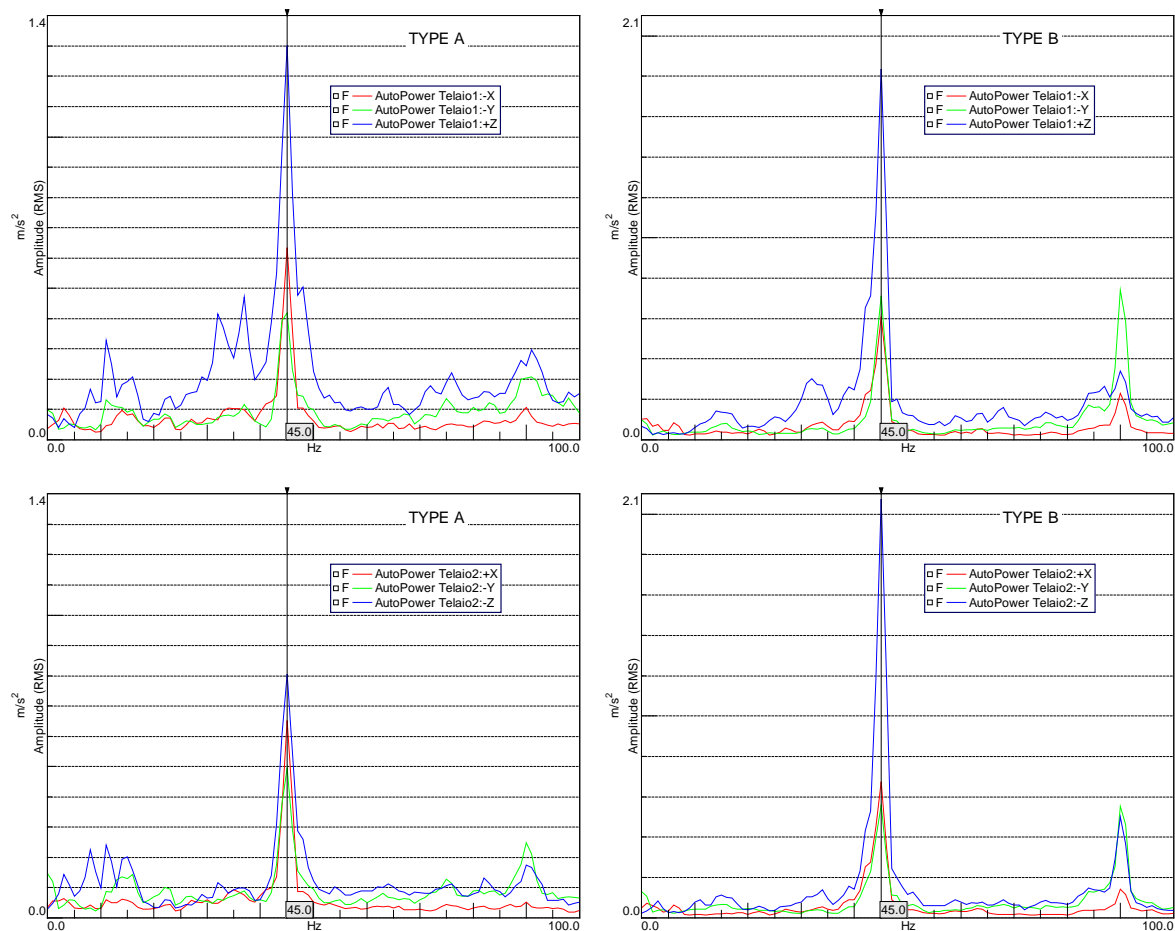 1.4
TYPE A
F AutoPower Telaio1:-X
F AutoPower Telaio1:-Y
F AutoPower Telaio1:+Z
m/s²
Amplitude (RMS)
0.0
45.0
0.0
Hz
100.0
2.1
TYPE B
F AutoPower Telaio1:-X
F AutoPower Telaio1:-Y
F AutoPower Telaio1:+Z
m/s²
Amplitude (RMS)
0.0
45.0
0.0
Hz
100.0
1.4
TYPE A
F AutoPower Telaio2:+X
F AutoPower Telaio2:-Y
F AutoPower Telaio2:-Z
m/s²
Amplitude (RMS)
0.0
45.0
0.0
Hz
100.0
2.1
TYPE B
F AutoPower Telaio2:+X
F AutoPower Telaio2:-Y
F AutoPower Telaio2:-Z
m/s²
Amplitude (RMS)
0.0
45.0
0.0
Hz
100.0